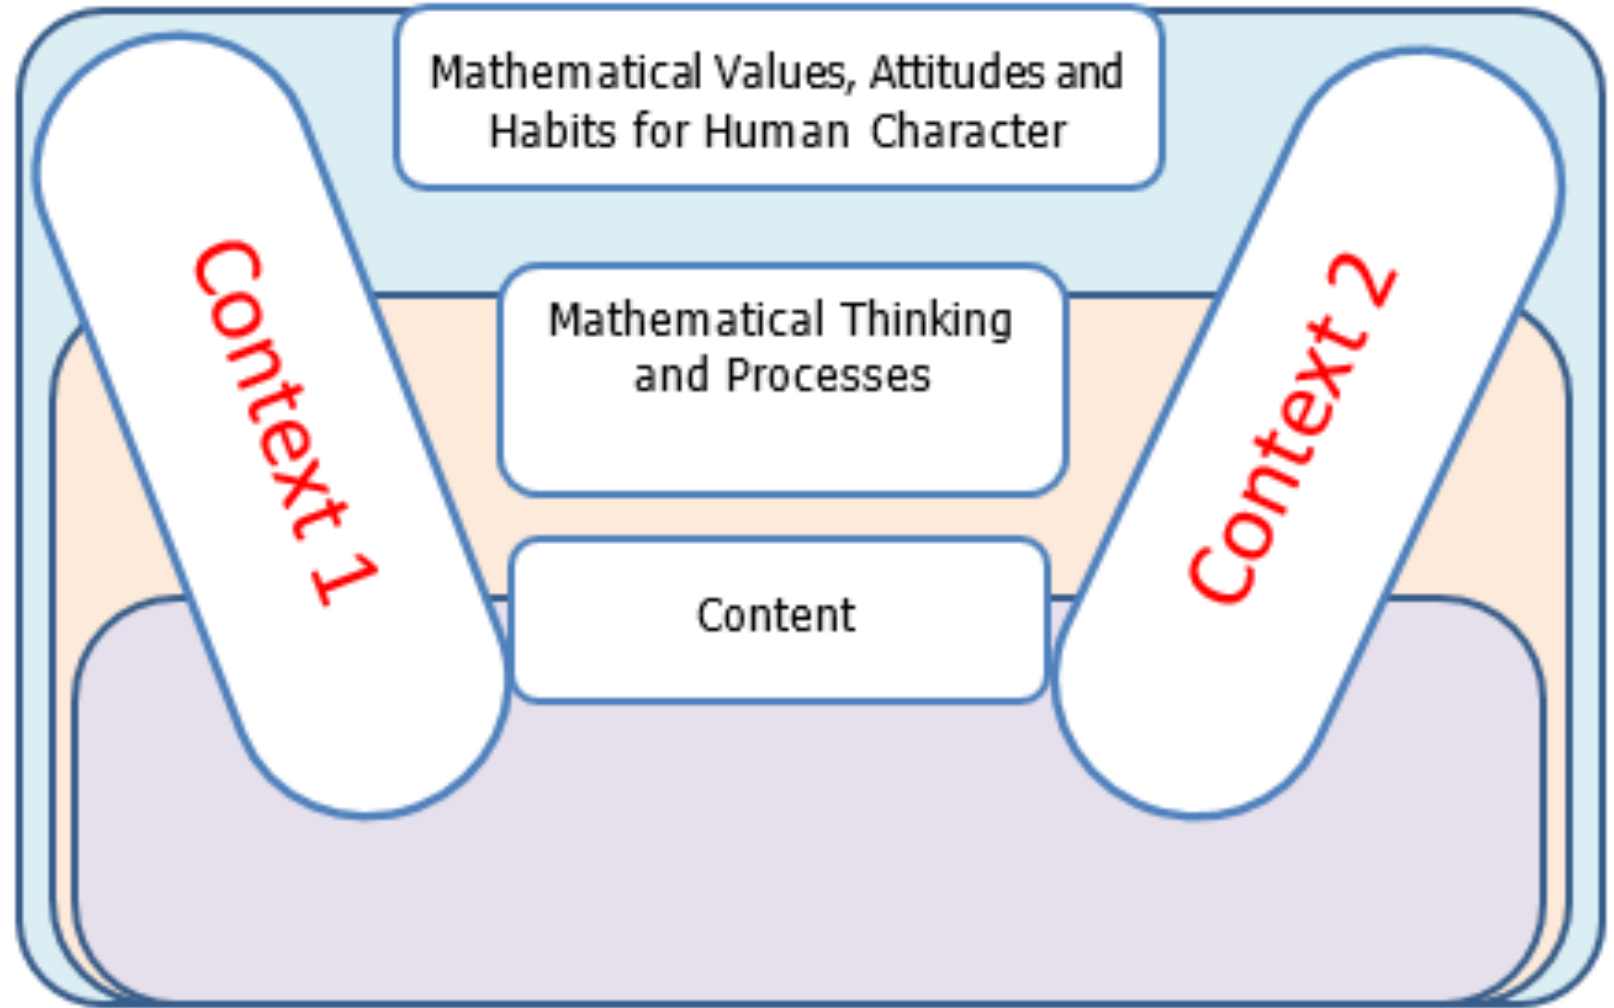 Mathematical Values, Attitudes and
Habits for Human Character
Context 1
Mathematical Thinking
and Processes
Context 2
Content